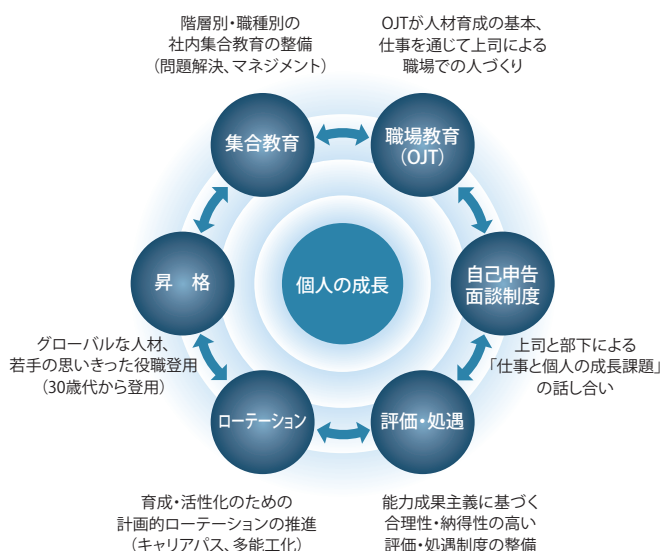 階層別・職種別の
社内集合教育の整備
(問題解決、マネジメント)
OJTが人材育成の基本、
仕事を通じて上司による
職場での人づくり
集合教育
職場教育
(OJT)
昇 格
個人の成長
自己申告
面談制度
グローバルな人材、
若手の思いきった役職登用
(30歳代から登用)
上司と部下による
「仕事と個人の成長課題」
の話し合い
ローテーション
評価・処遇
育成・活性化のための
計画的ローテーションの推進
(キャリアパス、多能工化)
能力成果主義に基づく
合理性・納得性の高い
評価・処遇制度の整備